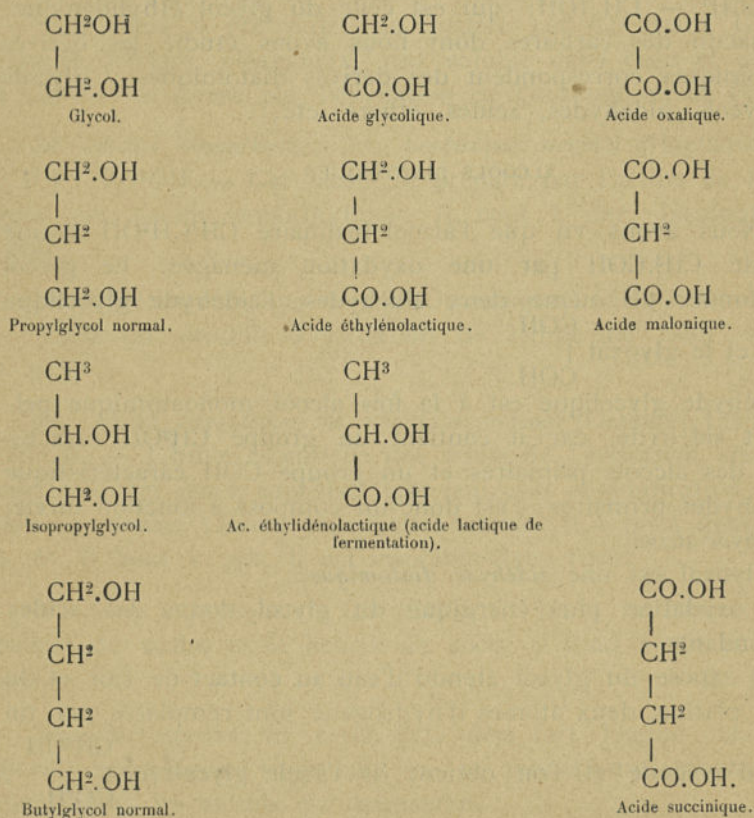 CH²OH CH².OH CO.OH
| | |
CH².OH CO.OH CO.OH
Glycol. Acide glycolique. Acide oxalique.
CH².OH CH².OH CO.OH
| | |
CH² CH² CH²
| | |
CH².OH CO.OH CO.OH
Propylglycol normal. Acide éthylénolactique. Acide malonique.
CH³ CH³
| |
CH.OH CH.OH
| |
CH².OH CO.OH
Isopropylglycol. Ac. éthylidénolactique (acide lactique de
fermentation).
CH².OH CO.OH
| |
CH² CH²
| |
CH² CH²
| |
CH².OH CO.OH.
Butylglycol normal. Acide succinique.